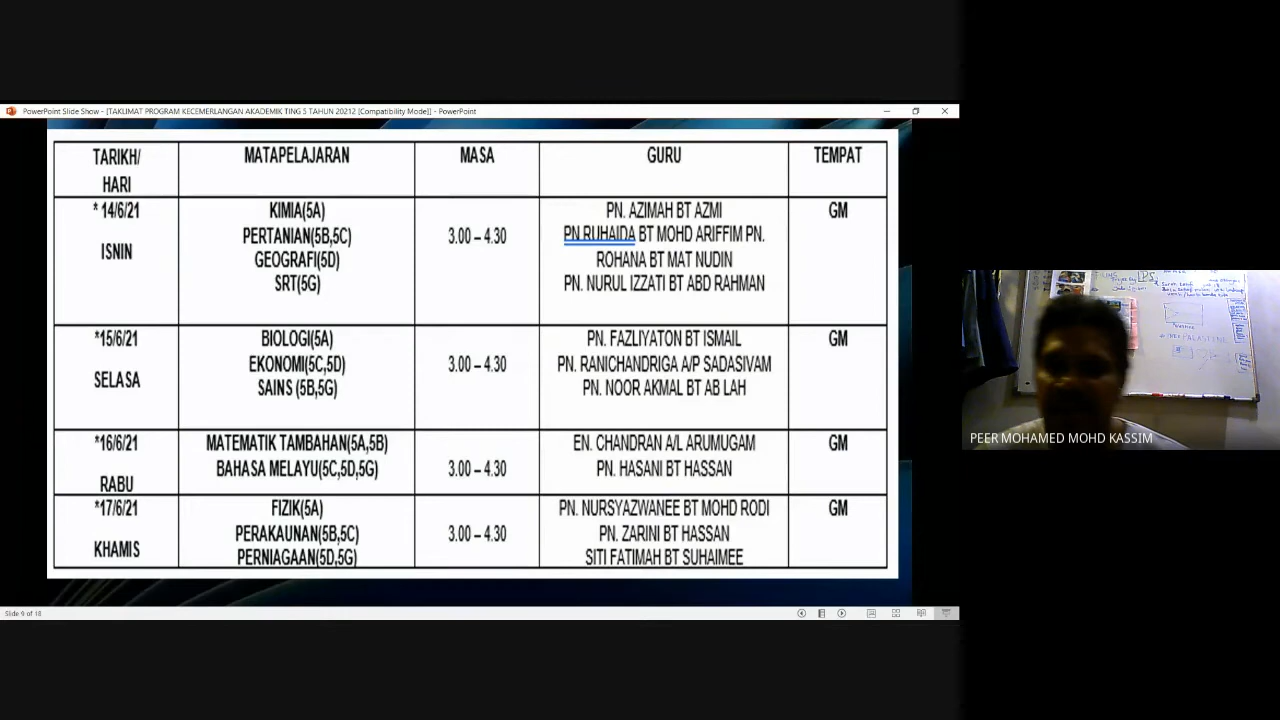 PowerPoint Slide Show - [TAKLIMAT PROGRAM KECEMERLANGAN AKADEMIK TING 5 TAHUN 20212 [Compatibility Mode]] - PowerPoint
TARIKH/ HARI MATAPELAJARAN MASA GURU TEMPAT
* 14/6/21 KIMIA(5A) PN. AZIMAH BT AZMI GM
PERTANIAN(5B,5C) 3.00 – 4.30 PN.RUHAIDA BT MOHD ARIFFIM PN.
ISNIN GEOGRAFI(5D) ROHANA BT MAT NUDIN
SRT(5G) PN. NURUL IZZATI BT ABD RAHMAN
*15/6/21 BIOLOGI(5A) PN. FAZLIYATON BT ISMAIL GM
EKONOMI(5C,5D) 3.00 – 4.30 PN. RANICHANDRIGA A/P SADASIVAM
SELASA SAINS (5B,5G) PN. NOOR AKMAL BT AB LAH
*16/6/21 MATEMATIK TAMBAHAN(5A,5B) EN. CHANDRAN A/L ARUMUGAM GM
RABU BAHASA MELAYU(5C,5D,5G) 3.00 – 4.30 PN. HASANI BT HASSAN
*17/6/21 FIZIK(5A) PN. NURSYAZWANEE BT MOHD RODI GM
PERAKAUNAN(5B,5C) 3.00 – 4.30 PN. ZARINI BT HASSAN
KHAMIS PERNIAGAAN(5D,5G) SITI FATIMAH BT SUHAIMEE
Slide 9 of 18
PEER MOHAMED MOHD KASSIM